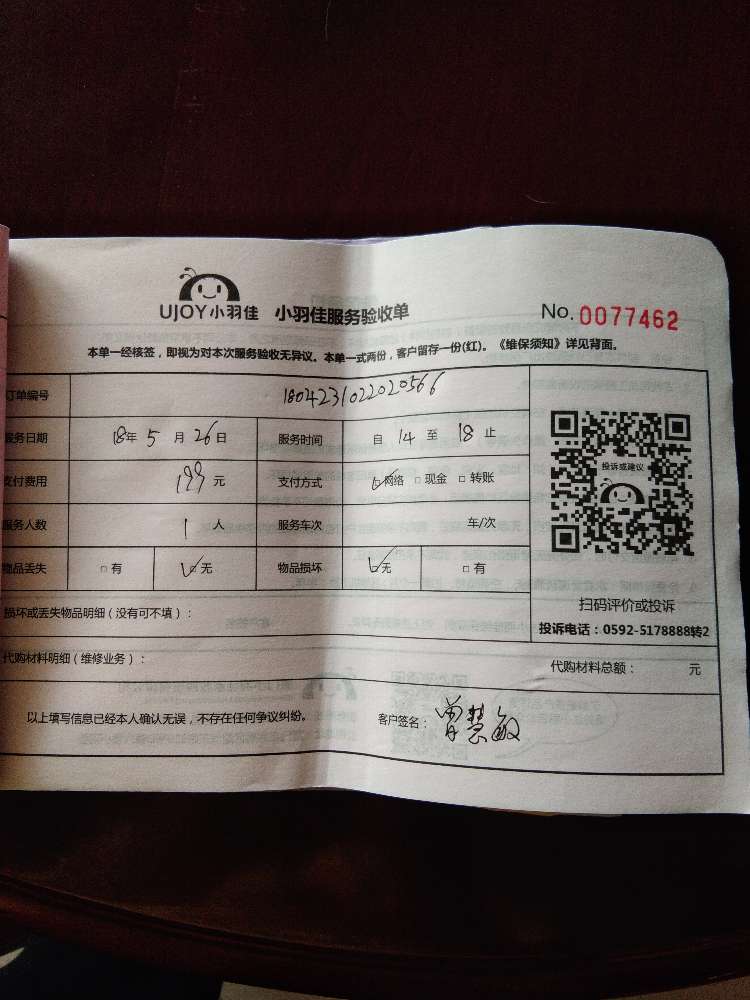 UJOY小羽佳 小羽佳服务验收单 No. 0077462
本单一经核签，即视为对本次服务验收无异议。本单一式两份，客户留存一份(红)。《维保须知》详见背面。
订单编号 1804231022020566
服务日期 18年 5 月 26 日 服务时间 自 14 至 18 止
支付费用 199 元 支付方式 网络 □ 现金 □ 转账
服务人数 1 人 服务车次 车/次
物品丢失 □ 有 ☑ 无 物品损坏 ☑ 无 □ 有
投诉或建议
扫码评价或投诉
投诉电话：0592-5178888转2
损坏或丢失物品明细（没有可不填）：
代购材料明细（维修业务）： 代购材料总额： 元
以上填写信息已经本人确认无误，不存在任何争议纠纷。 客户签名： 曾慧敏